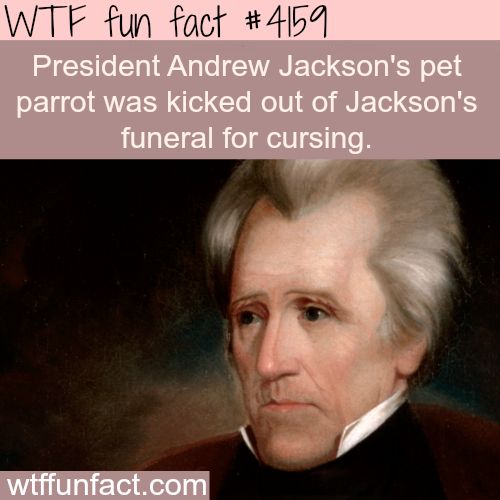 WTF fun fact #4159
President Andrew Jackson's pet
parrot was kicked out of Jackson's
funeral for cursing.
wtffunfact.com